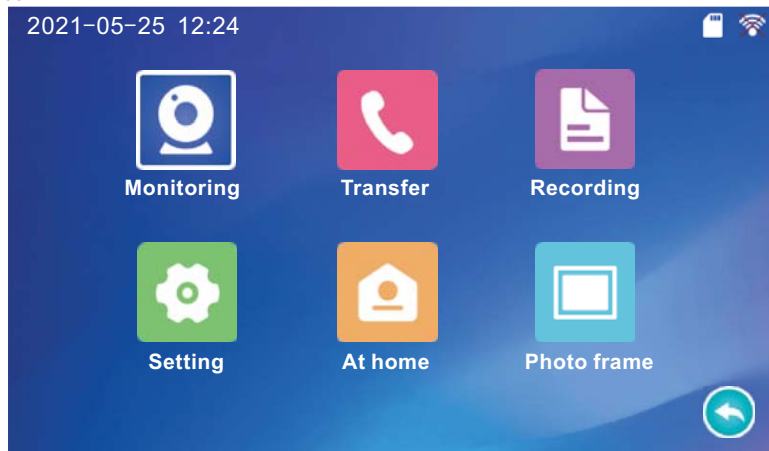 2021-05-25 12:24
Monitoring Transfer Recording
Setting At home Photo frame